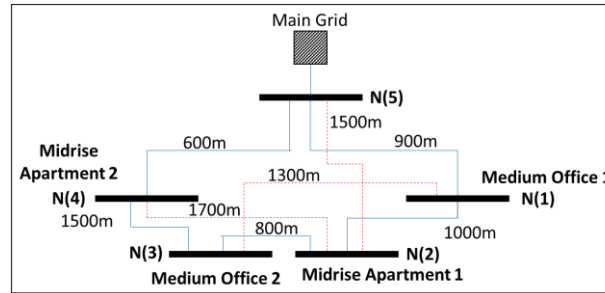 Main Grid
N(5)
1500m
600m
900m
Midrise
Apartment 2
1300m
Medium Office 1
N(4)
N(1)
1500m
1700m
800m
1000m
N(3)
N(2)
Medium Office 2
Midrise Apartment 1